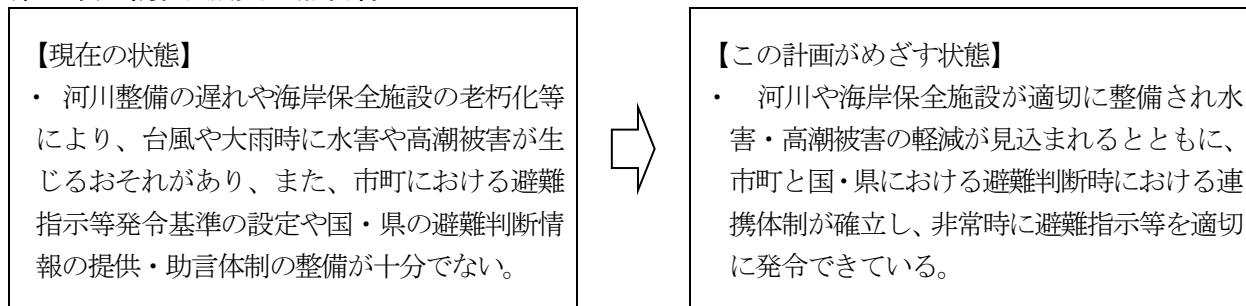 【現在の状態】
・ 河川整備の遅れや海岸保全施設の老朽化等
により、台風や大雨時に水害や高潮被害が生
じるおそれがあり、また、市町における避難
指示等発令基準の設定や国・県の避難判断情
報の提供・助言体制の整備が十分でない。
【この計画がめざす状態】
・ 河川や海岸保全施設が適切に整備され水
害・高潮被害の軽減が見込まれるとともに、
市町と国・県における避難判断時における連
携体制が確立し、非常時に避難指示等を適切
に発令できている。